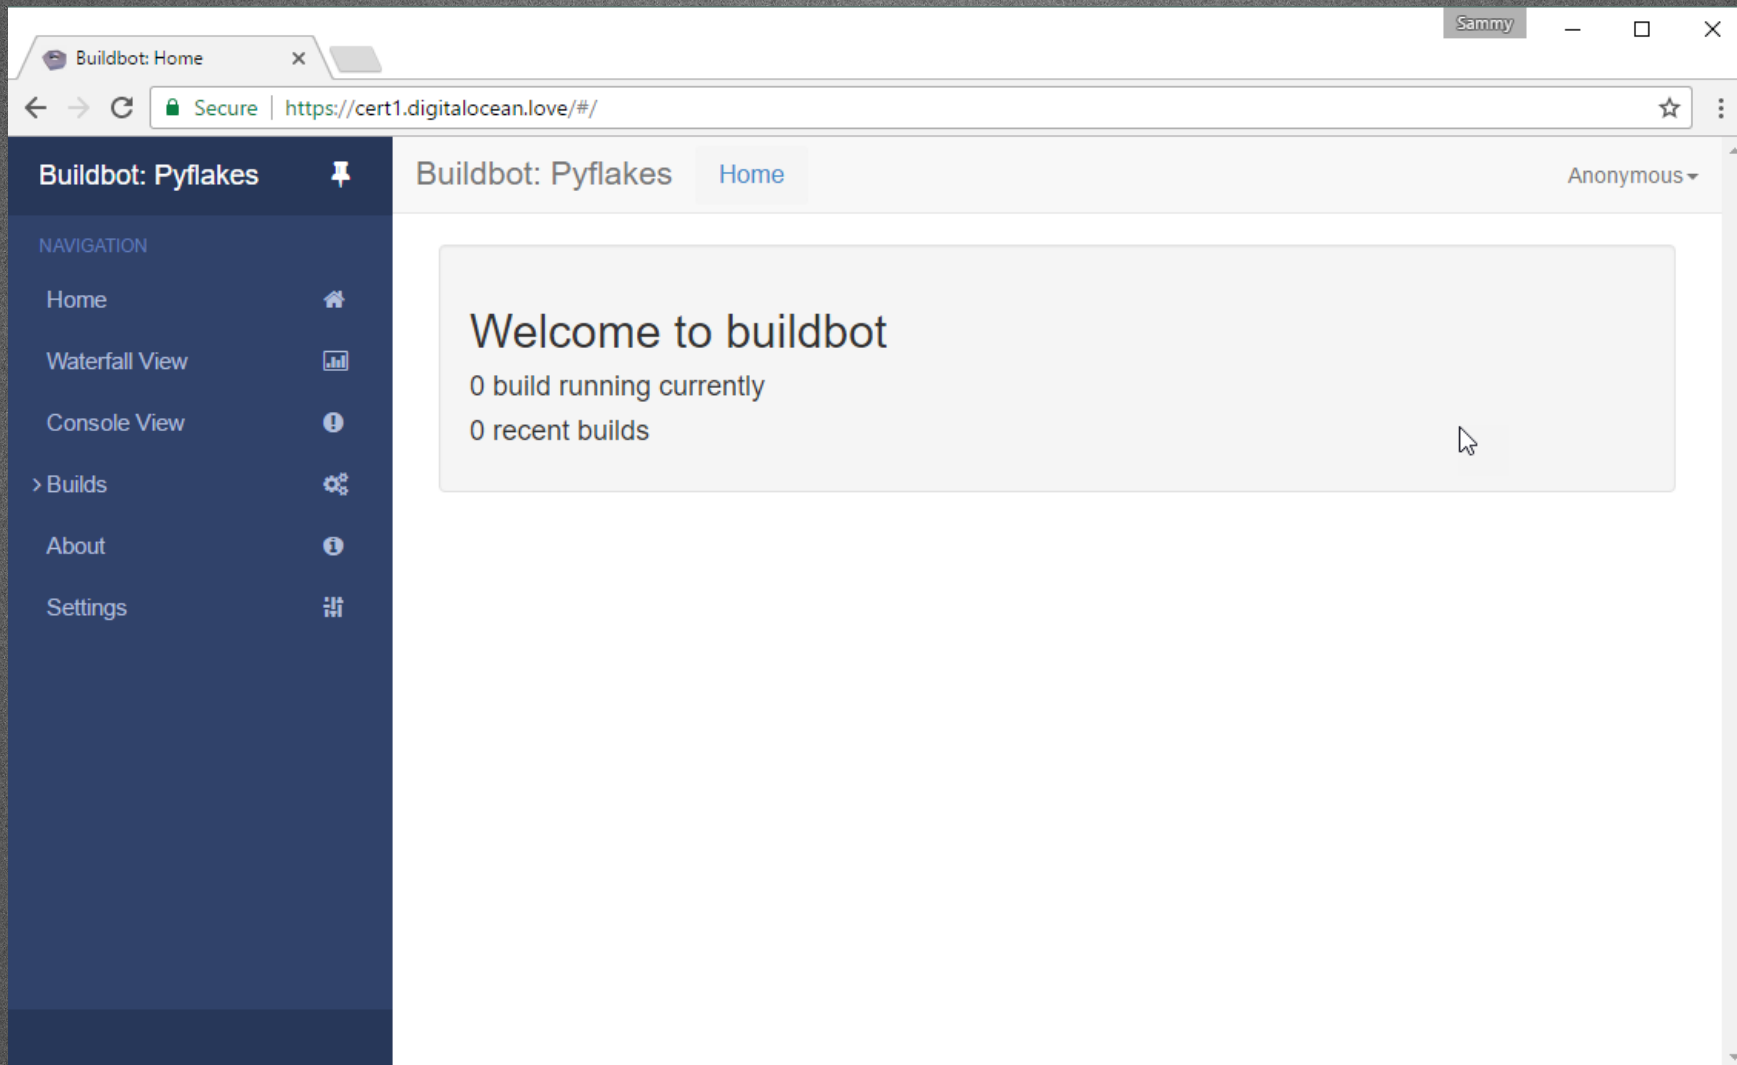 Sammy
Buildbot: Home
Secure https://cert1.digitalocean.love/#/
Buildbot: Pyflakes
Buildbot: Pyflakes Home Anonymous
NAVIGATION
Home
Waterfall View
Console View
Builds
About
Settings
Welcome to buildbot
0 build running currently
0 recent builds